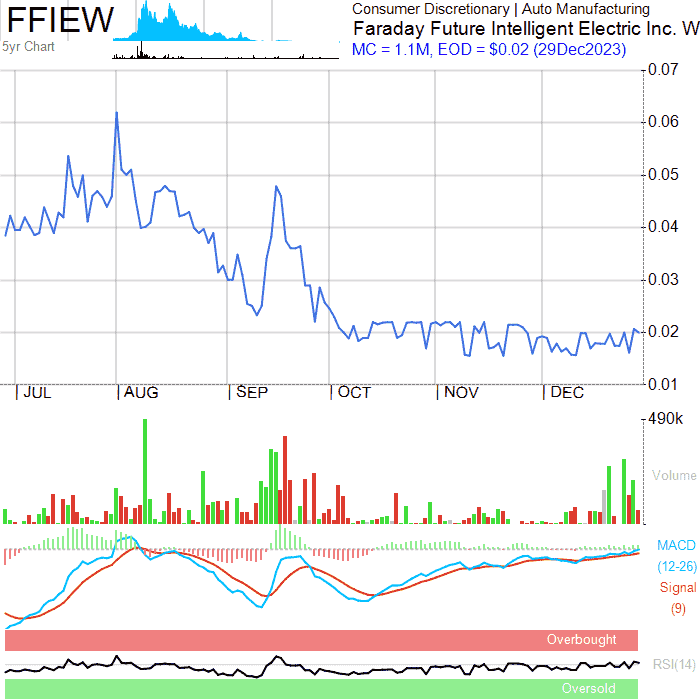 FFIEW
Consumer Discretionary | Auto Manufacturing
Faraday Future Intelligent Electric Inc. W
5yr Chart
MC = 1.1M, EOD = $0.02 (29Dec2023)
0.07
0.06
0.05
0.04
0.03
0.02
0.01
JUL AUG SEP OCT NOV DEC
490k
Volume
MACD
(12-26)
Signal
(9)
Overbought
RSI(14)
Oversold